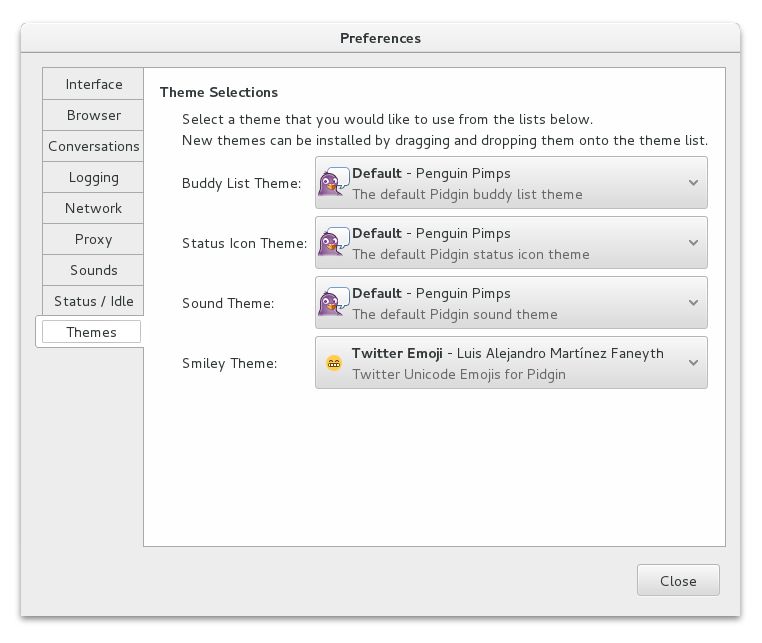 Preferences
Interface
Browser
Conversations
Logging
Network
Proxy
Sounds
Status / Idle
Themes
Theme Selections
Select a theme that you would like to use from the lists below.
New themes can be installed by dragging and dropping them onto the theme list.
Buddy List Theme:
Default - Penguin Pimps
The default Pidgin buddy list theme
Status Icon Theme:
Default - Penguin Pimps
The default Pidgin status icon theme
Sound Theme:
Default - Penguin Pimps
The default Pidgin sound theme
Smiley Theme:
Twitter Emoji - Luis Alejandro Martínez Faneyth
Twitter Unicode Emojis for Pidgin
Close